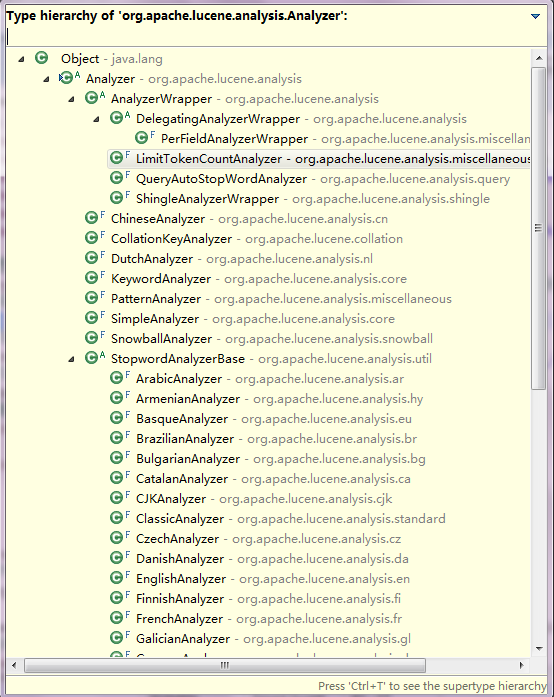 Type hierarchy of 'org.apache.lucene.analysis.Analyzer':
Object - java.lang
Analyzer - org.apache.lucene.analysis
AnalyzerWrapper - org.apache.lucene.analysis
DelegatingAnalyzerWrapper - org.apache.lucene.analysis
PerFieldAnalyzerWrapper - org.apache.lucene.analysis.miscellan
LimitTokenCountAnalyzer - org.apache.lucene.analysis.miscellaneous
QueryAutoStopWordAnalyzer - org.apache.lucene.analysis.query
ShingleAnalyzerWrapper - org.apache.lucene.analysis.shingle
ChineseAnalyzer - org.apache.lucene.analysis.cn
CollationKeyAnalyzer - org.apache.lucene.collation
DutchAnalyzer - org.apache.lucene.analysis.nl
KeywordAnalyzer - org.apache.lucene.analysis.core
PatternAnalyzer - org.apache.lucene.analysis.miscellaneous
SimpleAnalyzer - org.apache.lucene.analysis.core
SnowballAnalyzer - org.apache.lucene.analysis.snowball
StopwordAnalyzerBase - org.apache.lucene.analysis.util
ArabicAnalyzer - org.apache.lucene.analysis.ar
ArmenianAnalyzer - org.apache.lucene.analysis.hy
BasqueAnalyzer - org.apache.lucene.analysis.eu
BrazilianAnalyzer - org.apache.lucene.analysis.br
BulgarianAnalyzer - org.apache.lucene.analysis.bg
CatalanAnalyzer - org.apache.lucene.analysis.ca
CJKAnalyzer - org.apache.lucene.analysis.cjk
ClassicAnalyzer - org.apache.lucene.analysis.standard
CzechAnalyzer - org.apache.lucene.analysis.cz
DanishAnalyzer - org.apache.lucene.analysis.da
EnglishAnalyzer - org.apache.lucene.analysis.en
FinnishAnalyzer - org.apache.lucene.analysis.fi
FrenchAnalyzer - org.apache.lucene.analysis.fr
GalicianAnalyzer - org.apache.lucene.analysis.gl
Press 'Ctrl+T' to see the supertype hierarchy